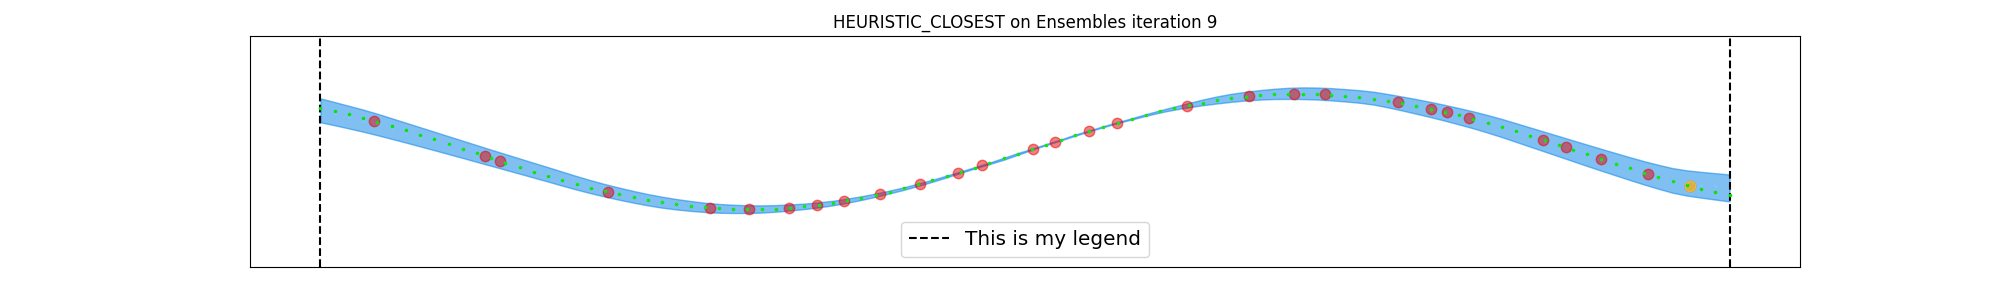 HEURISTIC_CLOSEST on Ensembles iteration 9
This is my legend